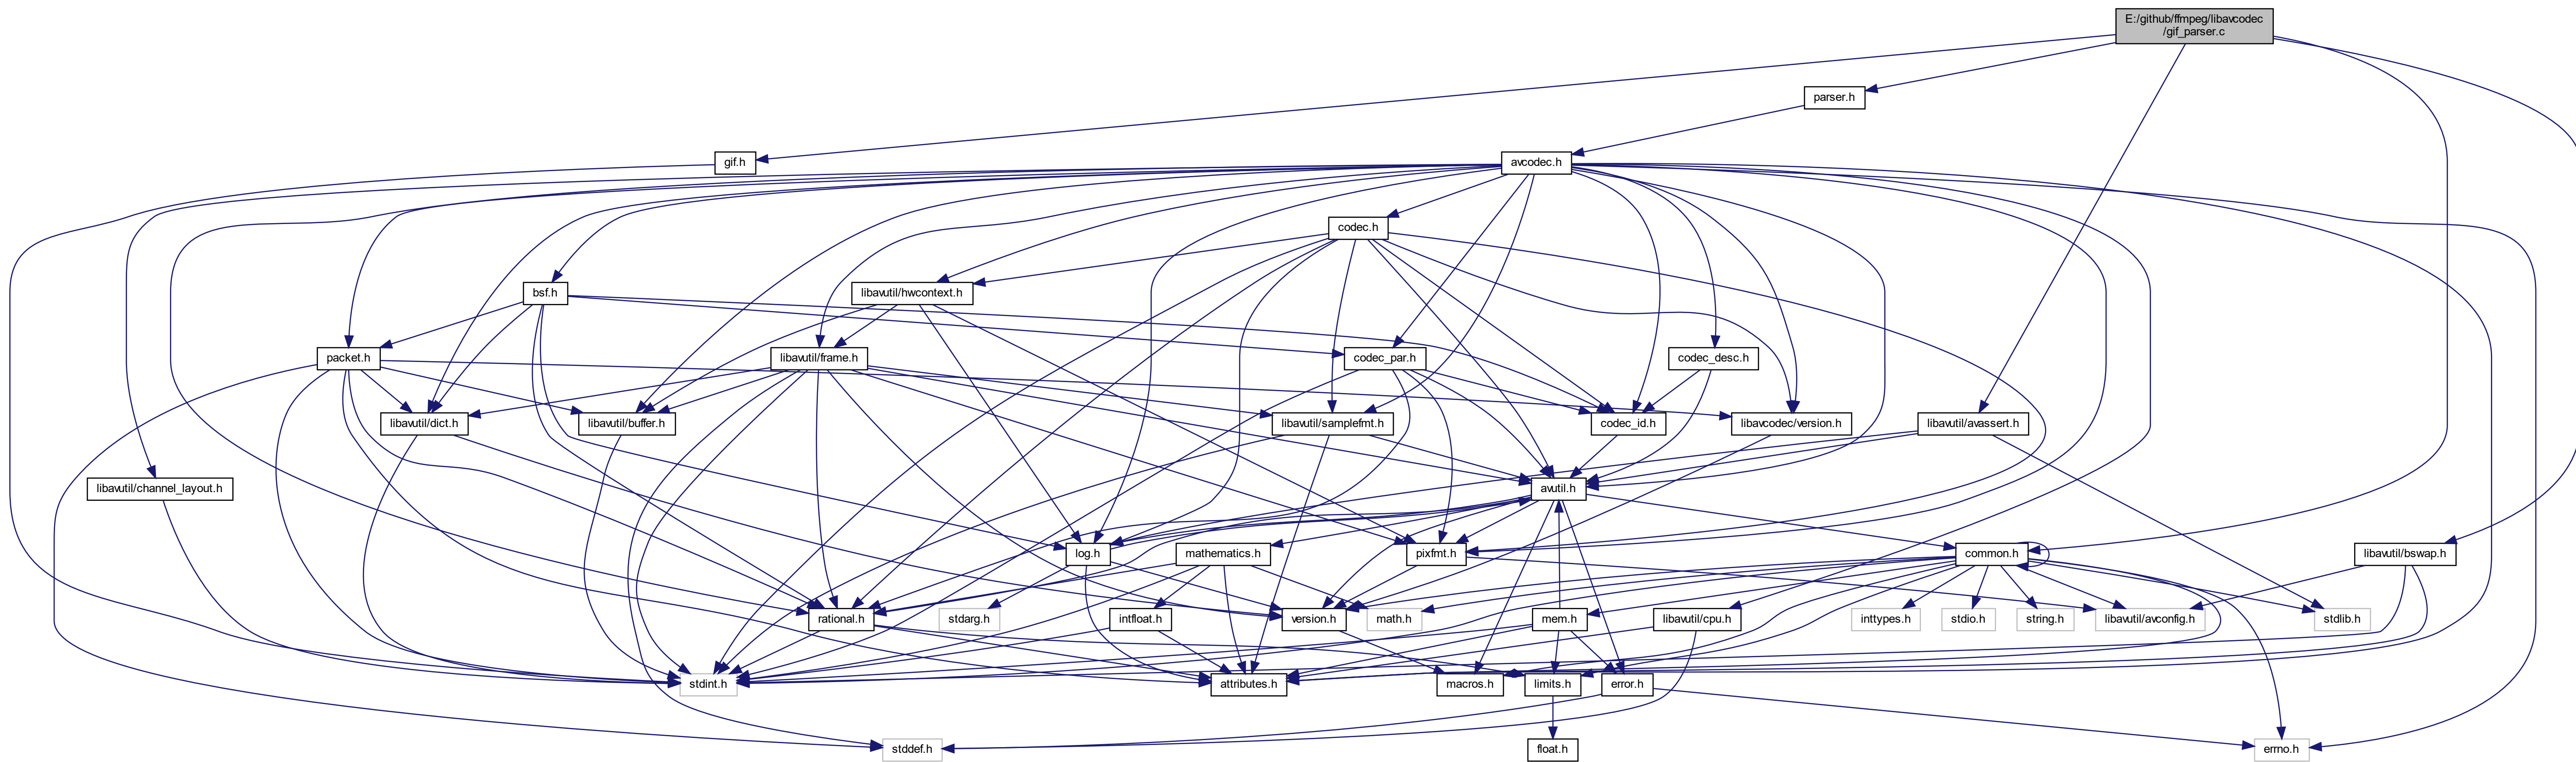 E:/github/ffmpeg/libavcodec
/gif_parser.c
parser.h
gif.h
avcodec.h
codec.h
bsf.h
libavutil/hwcontext.h
packet.h
libavutil/frame.h
codec_par.h
codec_desc.h
libavutil/dict.h
libavutil/buffer.h
libavutil/samplefmt.h
codec_id.h
libavcodec/version.h
libavutil/avassert.h
libavutil/channel_layout.h
avutil.h
log.h
mathematics.h
pixfmt.h
common.h
libavutil/bswap.h
rational.h
stdarg.h
intfloat.h
version.h
math.h
mem.h
libavutil/cpu.h
inttypes.h
stdio.h
string.h
libavutil/avconfig.h
stdlib.h
stdint.h
attributes.h
macros.h
limits.h
error.h
stddef.h
float.h
errno.h